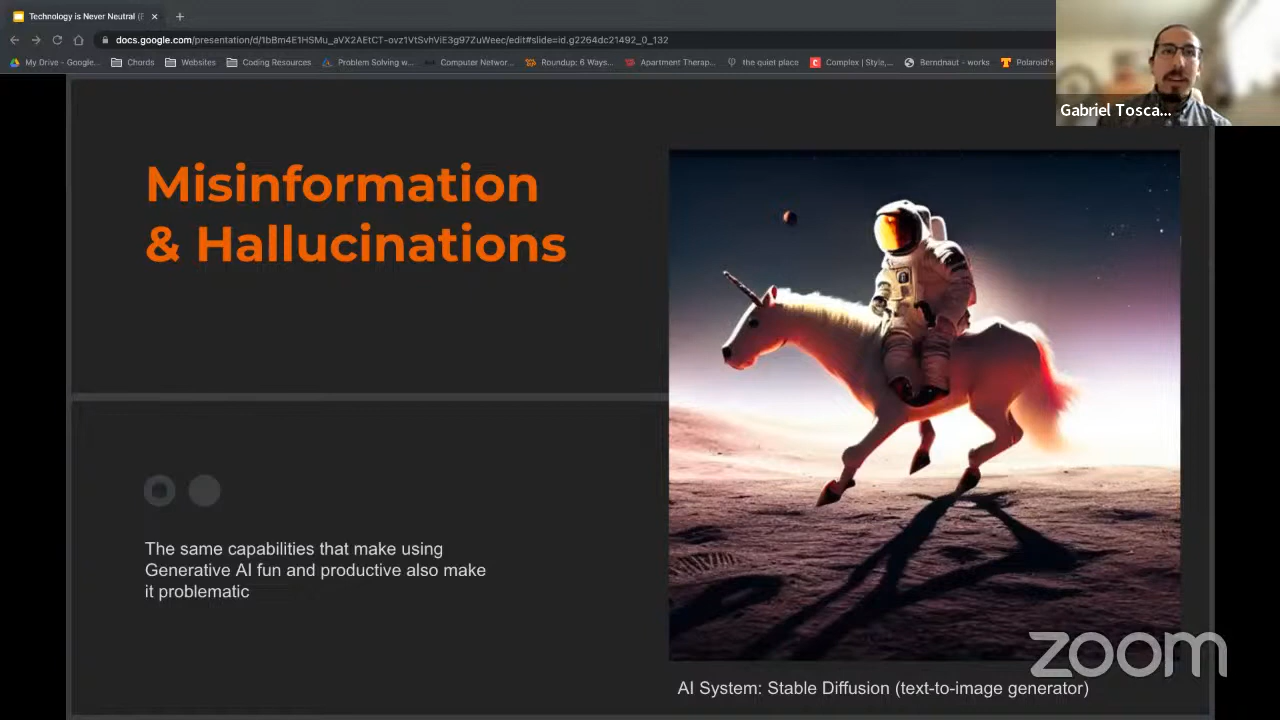 Technology is Never Neutral (E
docs.google.com/presentation/d/1bBm4E1HSMu_aVX2AEtCT-ovz1VtSvhViE3g97ZuWeec/edit#slide=id.g2264dc21492_0_132
My Drive - Google... Chords Websites Coding Resources Problem Solving w... Computer Networ... Roundup: 6 Ways... Apartment Therap... the quiet place Complex | Style,... Berndnaut - works Polaroid's
Gabriel Tosca...
Misinformation
& Hallucinations
The same capabilities that make using
Generative AI fun and productive also make
it problematic
zoom
AI System: Stable Diffusion (text-to-image generator)